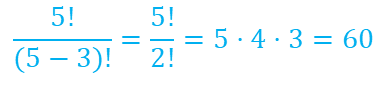 5!/(5 − 3)! = 5!/2! = 5 · 4 · 3 = 60